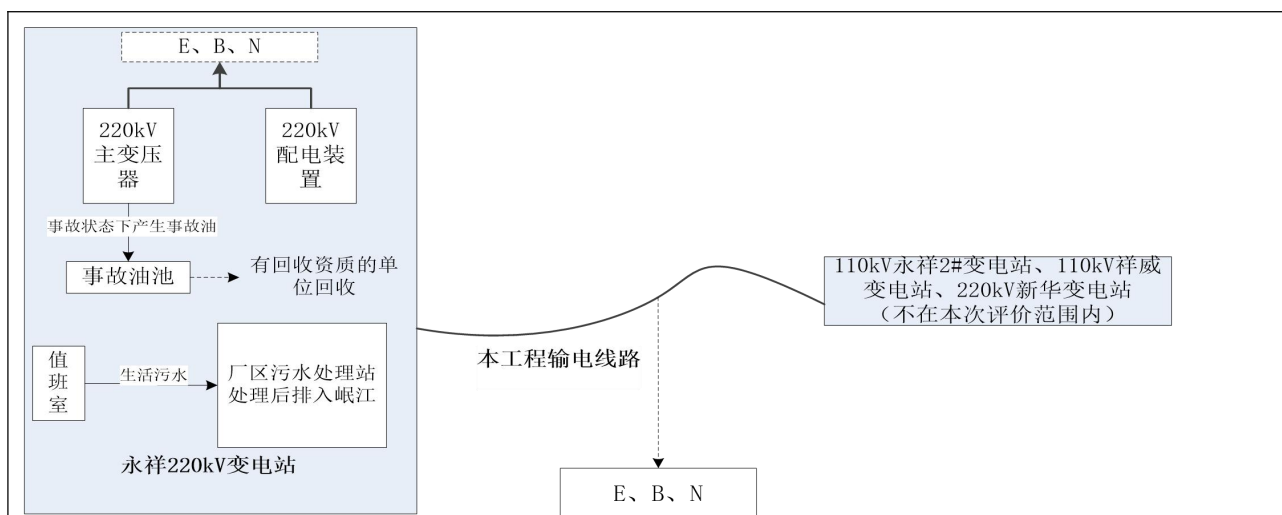 E、B、N
220kV
主变压
器
220kV
配电装
置
事故状态下产生事故油
事故油池
有回收资质的单
位回收
值
班
室
生活污水
厂区污水处理站
处理后排入岷江
永祥220kV变电站
本工程输电线路
110kV永祥2#变电站、110kV祥威
变电站、220kV新华变电站
（不在本次评价范围内）
E、B、N